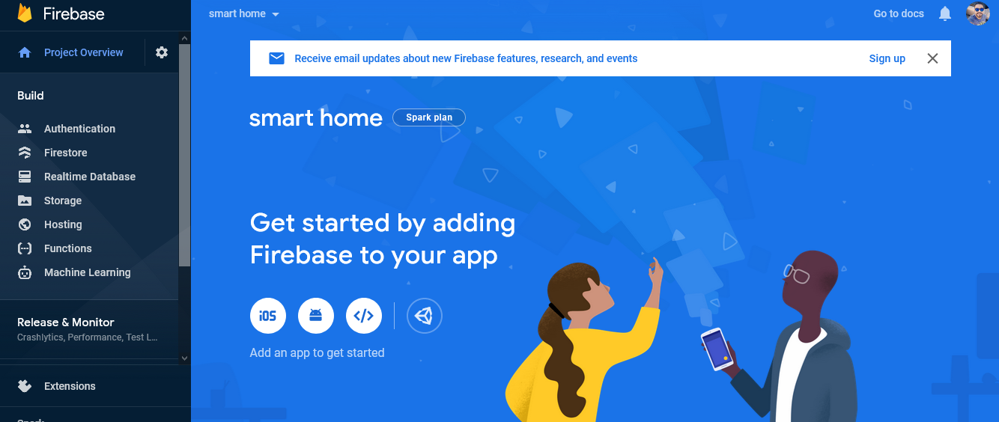 Firebase
Project Overview
Build
Authentication
Firestore
Realtime Database
Storage
Hosting
Functions
Machine Learning
Release & Monitor
Crashlytics, Performance, Test L...
Extensions
smart home
Go to docs
Receive email updates about new Firebase features, research, and events
Sign up
smart home
Spark plan
Get started by adding
Firebase to your app
iOS
Add an app to get started